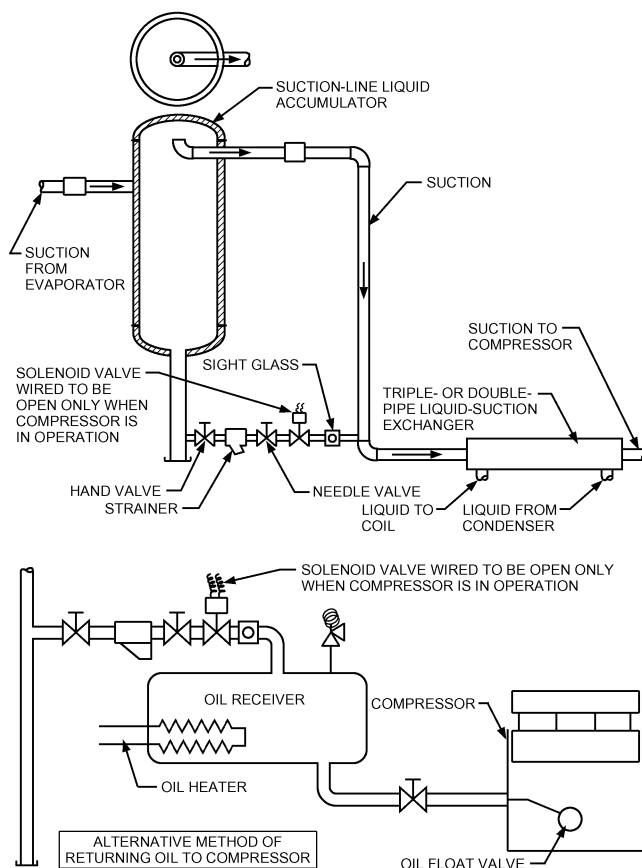 SUCTION-LINE LIQUID
ACCUMULATOR
SUCTION
SUCTION
FROM
EVAPORATOR
SOLENOID VALVE
WIRED TO BE
OPEN ONLY WHEN
COMPRESSOR IS
IN OPERATION
SIGHT GLASS
SUCTION TO
COMPRESSOR
TRIPLE- OR DOUBLE-
PIPE LIQUID-SUCTION
EXCHANGER
HAND VALVE
STRAINER
NEEDLE VALVE
LIQUID TO
COIL
LIQUID FROM
CONDENSER
SOLENOID VALVE WIRED TO BE OPEN ONLY
WHEN COMPRESSOR IS IN OPERATION
OIL RECEIVER
COMPRESSOR
OIL HEATER
ALTERNATIVE METHOD OF
RETURNING OIL TO COMPRESSOR
OIL FLOAT VALVE